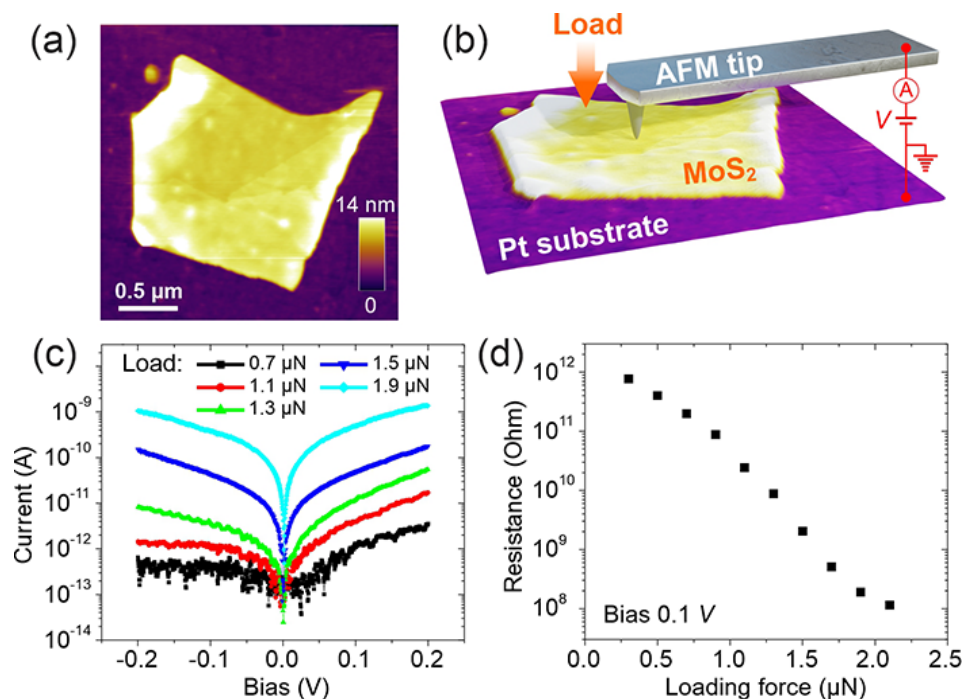 (a)
14 nm
0
0.5 µm
(b)
Load
AFM tip
A
V
MoS₂
Pt substrate
(c)
Load:
0.7 µN
1.1 µN
1.3 µN
1.5 µN
1.9 µN
Current (A)
10⁻⁹
10⁻¹⁰
10⁻¹¹
10⁻¹²
10⁻¹³
10⁻¹⁴
-0.2
-0.1
0.0
0.1
0.2
Bias (V)
(d)
Resistance (Ohm)
10¹²
10¹¹
10¹⁰
10⁹
10⁸
Bias 0.1 V
0.0
0.5
1.0
1.5
2.0
2.5
Loading force (µN)